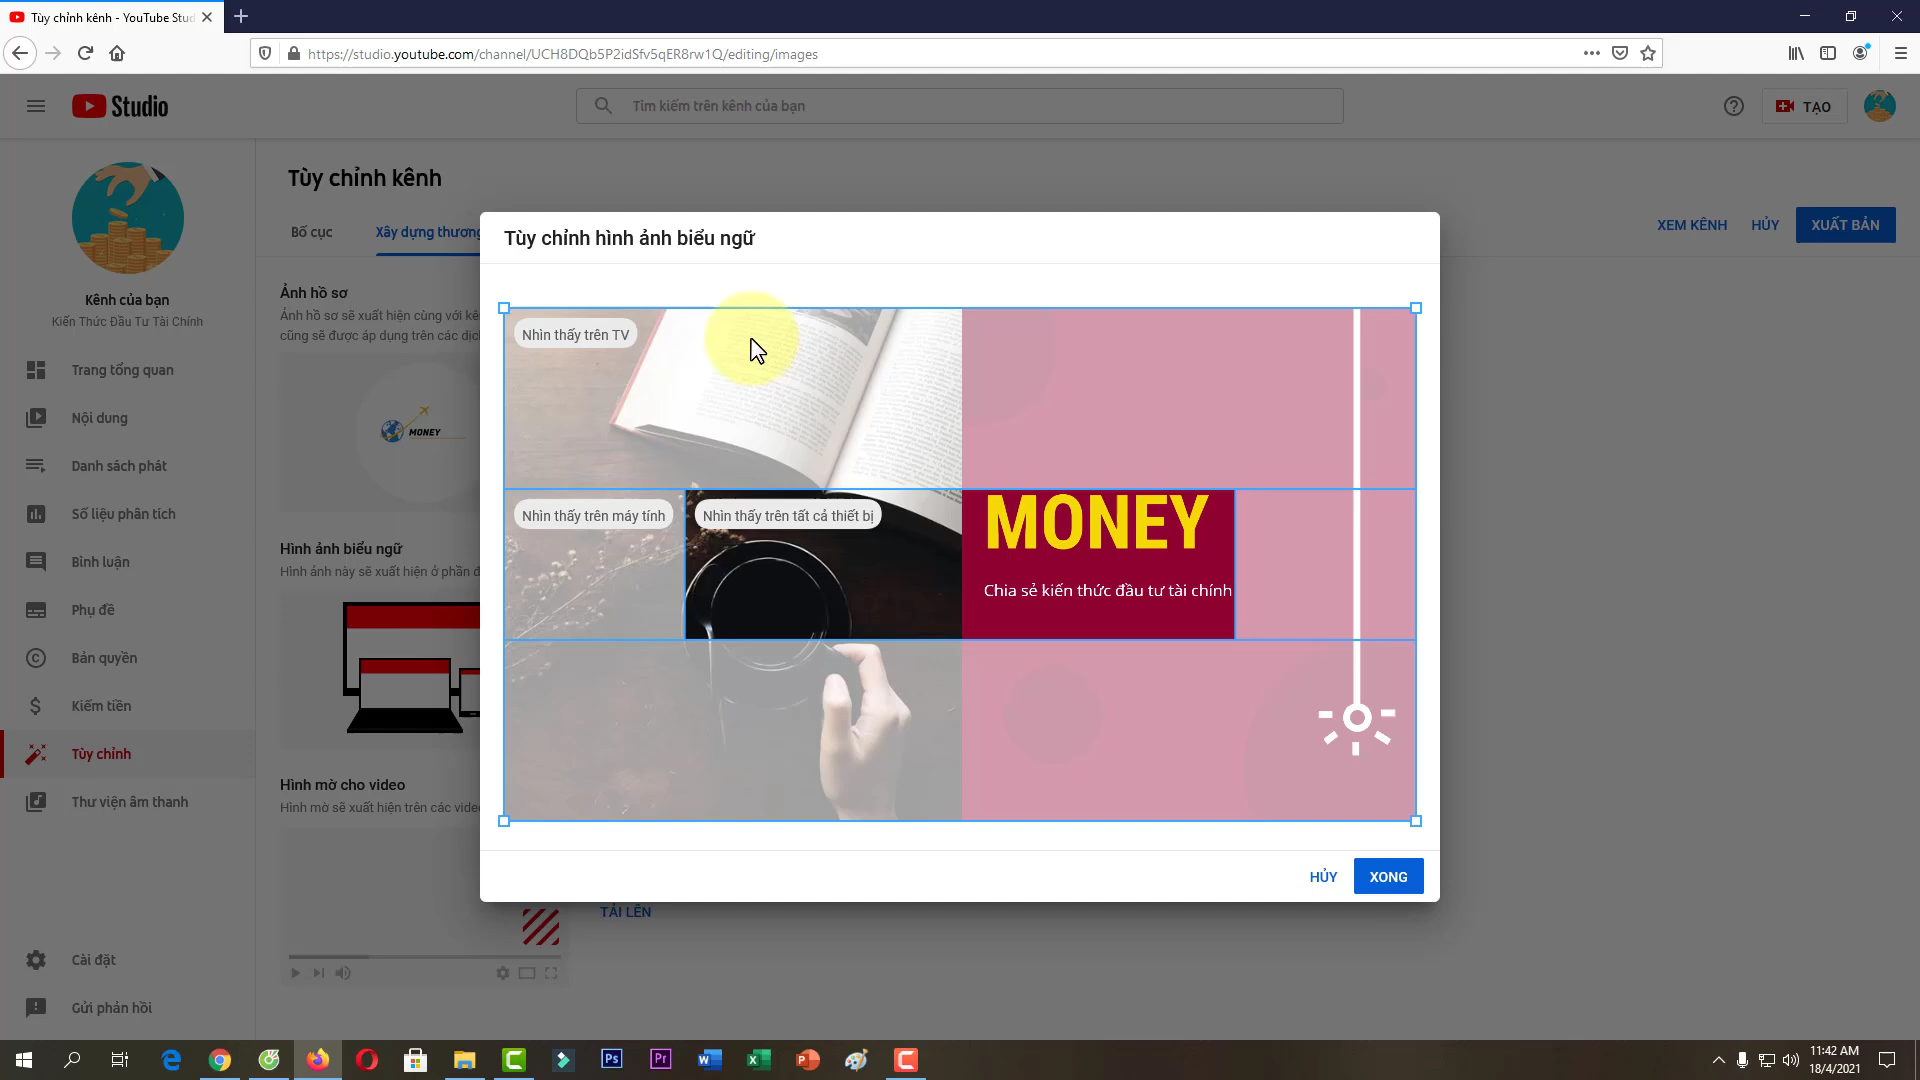 Tùy chỉnh kênh - YouTube Stud
https://studio.youtube.com/channel/UCH8DQb5P2idSfv5qER8rw1Q/editing/images
Studio
Tìm kiếm trên kênh của bạn
TẠO
Tùy chỉnh kênh
Bố cục
Xây dựng thương
XEM KÊNH
HỦY
XUẤT BẢN
Kênh của bạn
Kiến Thức Đầu Tư Tài Chính
Trang tổng quan
Nội dung
Danh sách phát
Số liệu phân tích
Bình luận
Phụ đề
Bản quyền
Kiếm tiền
Tùy chỉnh
Thư viện âm thanh
Cài đặt
Gửi phản hồi
Ảnh hồ sơ
Ảnh hồ sơ sẽ xuất hiện cùng với kê
cũng sẽ được áp dụng trên các dịc
MONEY
Hình ảnh biểu ngữ
Hình ảnh này sẽ xuất hiện ở phần đ
Hình mờ cho video
Hình mờ sẽ xuất hiện trên các video
TẢI LÊN
Tùy chỉnh hình ảnh biểu ngữ
Nhìn thấy trên TV
Nhìn thấy trên máy tính
Nhìn thấy trên tất cả thiết bị
MONEY
Chia sẻ kiến thức đầu tư tài chính
HỦY
XONG
Ps
Pr
11:42 AM
18/4/2021